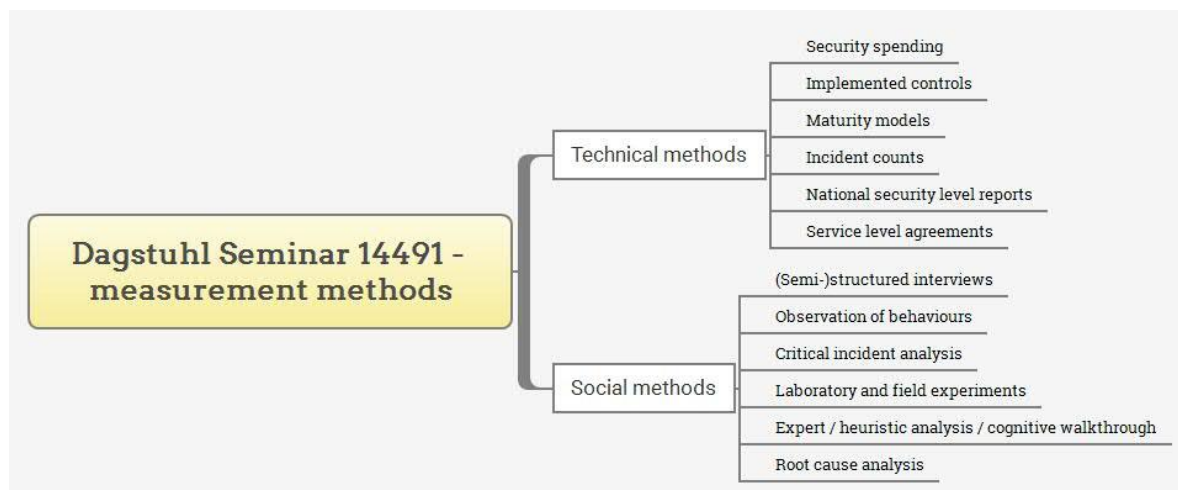 Dagstuhl Seminar 14491 -
measurement methods
Technical methods
Security spending
Implemented controls
Maturity models
Incident counts
National security level reports
Service level agreements
Social methods
(Semi-)structured interviews
Observation of behaviours
Critical incident analysis
Laboratory and field experiments
Expert / heuristic analysis / cognitive walkthrough
Root cause analysis